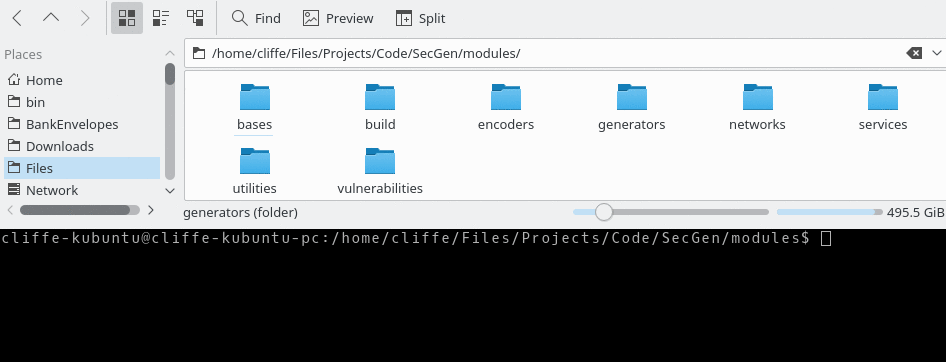 Find Preview Split
Places
/home/cliffe/Files/Projects/Code/SecGen/modules/
Home
bin
BankEnvelopes
Downloads
Files
Network
bases build encoders generators networks services
utilities vulnerabilities
generators (folder) 495.5 GiB
cliffe-kubuntu@cliffe-kubuntu-pc:/home/cliffe/Files/Projects/Code/SecGen/modules$